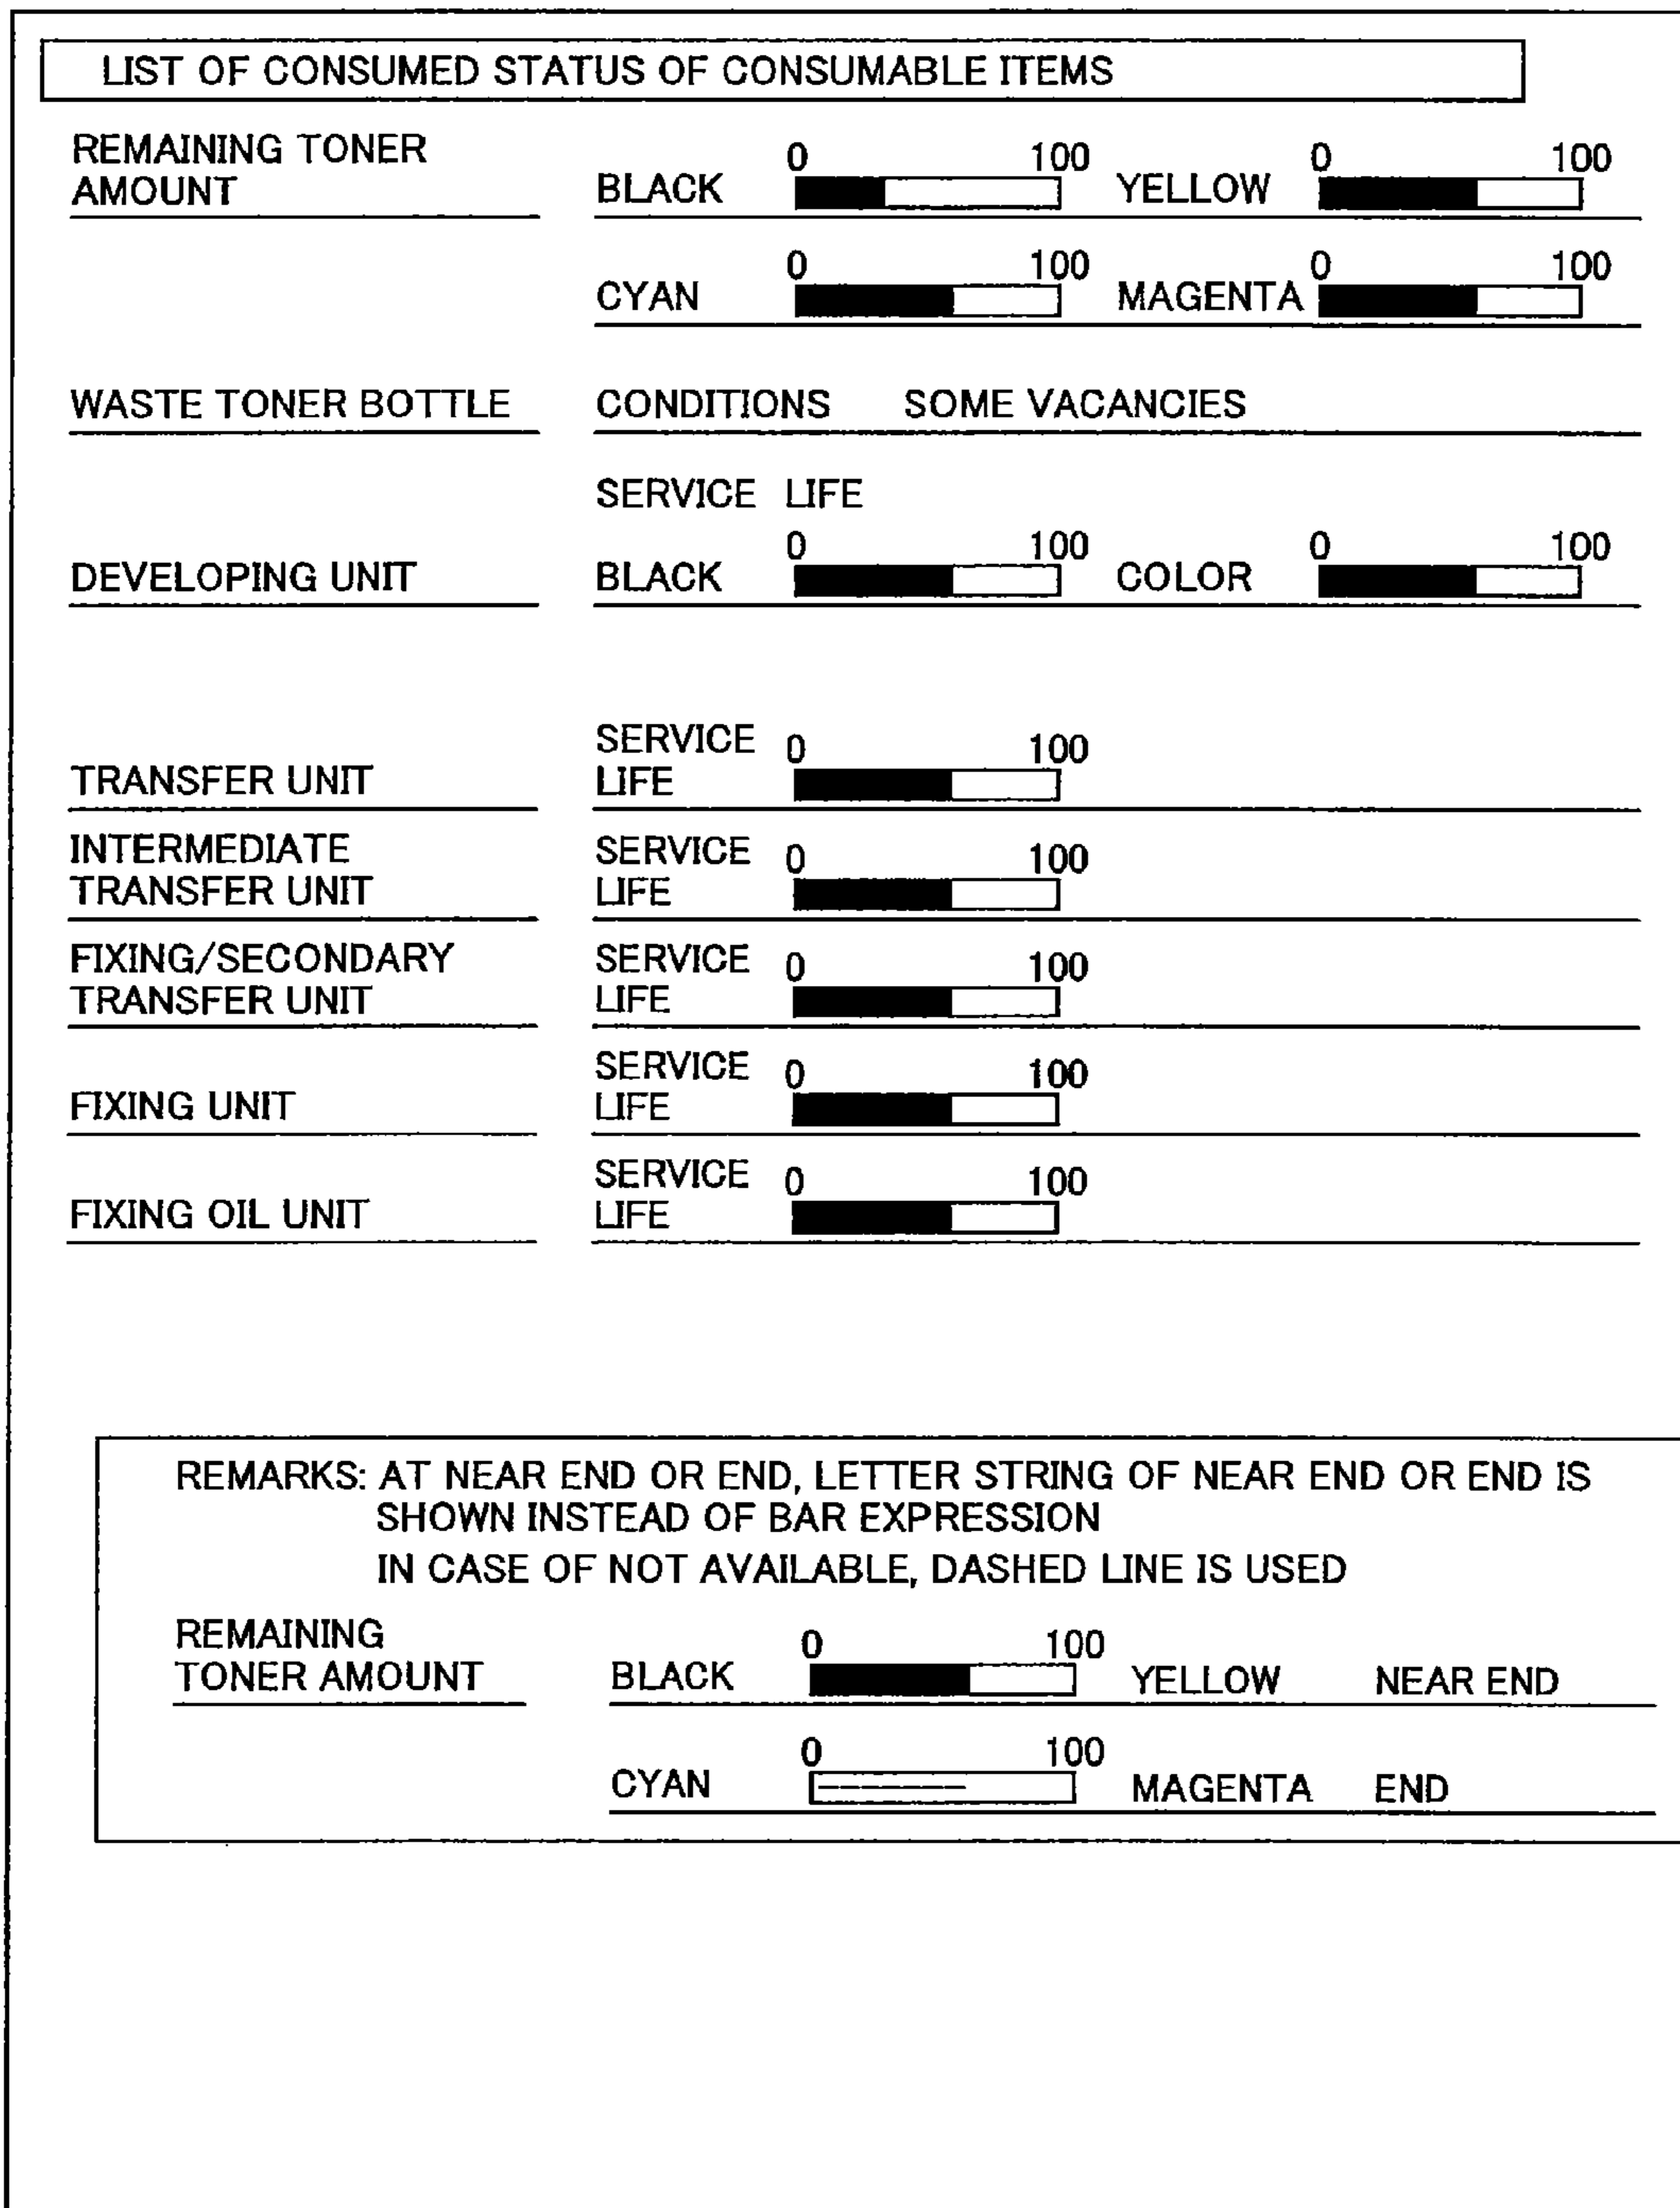 LIST OF CONSUMED STATUS OF CONSUMABLE ITEMS
REMAINING TONER
AMOUNT
BLACK 0 100 YELLOW 0 100
CYAN 0 100 MAGENTA 0 100
WASTE TONER BOTTLE CONDITIONS SOME VACANCIES
SERVICE LIFE
DEVELOPING UNIT BLACK 0 100 COLOR 0 100
TRANSFER UNIT
SERVICE
LIFE
0 100
INTERMEDIATE
TRANSFER UNIT
SERVICE
LIFE
0 100
FIXING/SECONDARY
TRANSFER UNIT
SERVICE
LIFE
0 100
FIXING UNIT
SERVICE
LIFE
0 100
FIXING OIL UNIT
SERVICE
LIFE
0 100
REMARKS: AT NEAR END OR END, LETTER STRING OF NEAR END OR END IS
SHOWN INSTEAD OF BAR EXPRESSION
IN CASE OF NOT AVAILABLE, DASHED LINE IS USED
REMAINING
TONER AMOUNT
BLACK 0 100 YELLOW NEAR END
CYAN 0 100 MAGENTA END